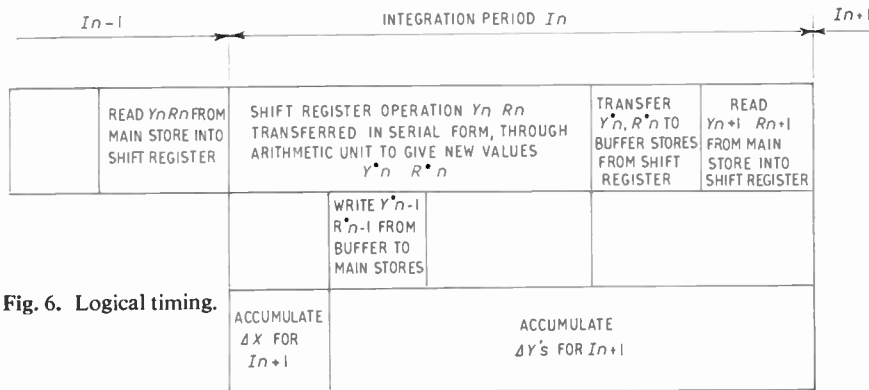 In-1
INTEGRATION PERIOD In
In+1
READ Yn Rn FROM
MAIN STORE INTO
SHIFT REGISTER
SHIFT REGISTER OPERATION Yn Rn
TRANSFERRED IN SERIAL FORM, THROUGH
ARITHMETIC UNIT TO GIVE NEW VALUES
Y•n R•n
TRANSFER
Y•n, R•n TO
BUFFER STORES
FROM SHIFT
REGISTER
READ
Yn+1 Rn+1
FROM MAIN
STORE INTO
SHIFT REGISTER
WRITE Y•n-1
R•n-1 FROM
BUFFER TO
MAIN STORES
Fig. 6. Logical timing.
ACCUMULATE
ΔX FOR
In+1
ACCUMULATE
ΔY'S FOR In+1